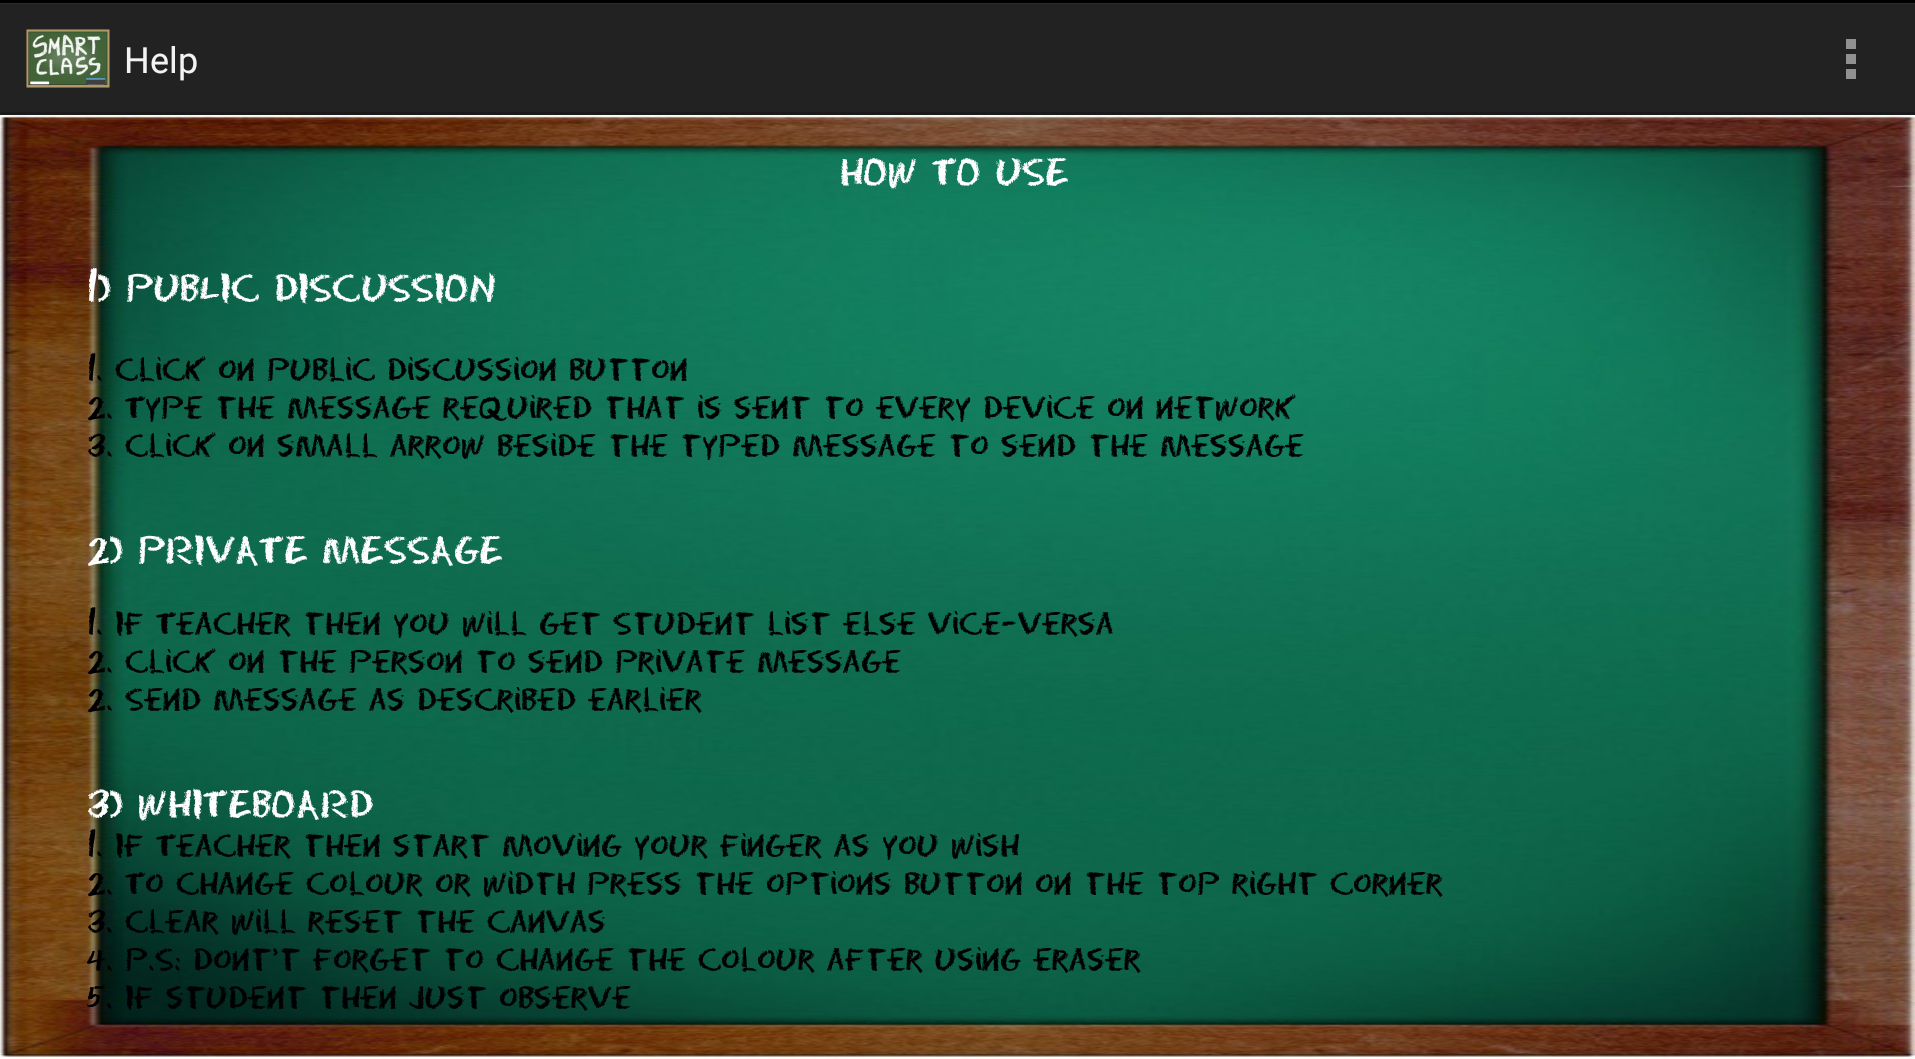 SMART
CLASS
Help
HOW TO USE
1) PUBLIC DISCUSSION
1. CLICK ON PUBLIC DISCUSSION BUTTON
2. TYPE THE MESSAGE REQUIRED THAT IS SENT TO EVERY DEVICE ON NETWORK
3. CLICK ON SMALL ARROW BESIDE THE TYPED MESSAGE TO SEND THE MESSAGE
2) PRIVATE MESSAGE
1. IF TEACHER THEN YOU WILL GET STUDENT LIST ELSE VICE-VERSA
2. CLICK ON THE PERSON TO SEND PRIVATE MESSAGE
2. SEND MESSAGE AS DESCRIBED EARLIER
3) WHITEBOARD
1. IF TEACHER THEN START MOVING YOUR FINGER AS YOU WISH
2. TO CHANGE COLOUR OR WIDTH PRESS THE OPTIONS BUTTON ON THE TOP RIGHT CORNER
3. CLEAR WILL RESET THE CANVAS
4. P.S: DONT'T FORGET TO CHANGE THE COLOUR AFTER USING ERASER
5. IF STUDENT THEN JUST OBSERVE